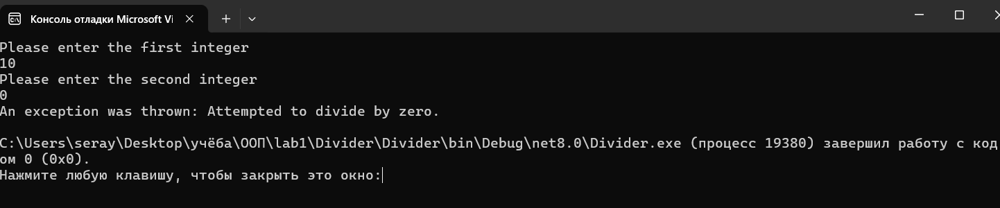 Консоль отладки Microsoft Vi
Please enter the first integer
10
Please enter the second integer
0
An exception was thrown: Attempted to divide by zero.
C:\Users\seray\Desktop\учёба\ООП\lab1\Divider\Divider\bin\Debug\net8.0\Divider.exe (процесс 19380) завершил работу с код
ом 0 (0x0).
Нажмите любую клавишу, чтобы закрыть это окно: